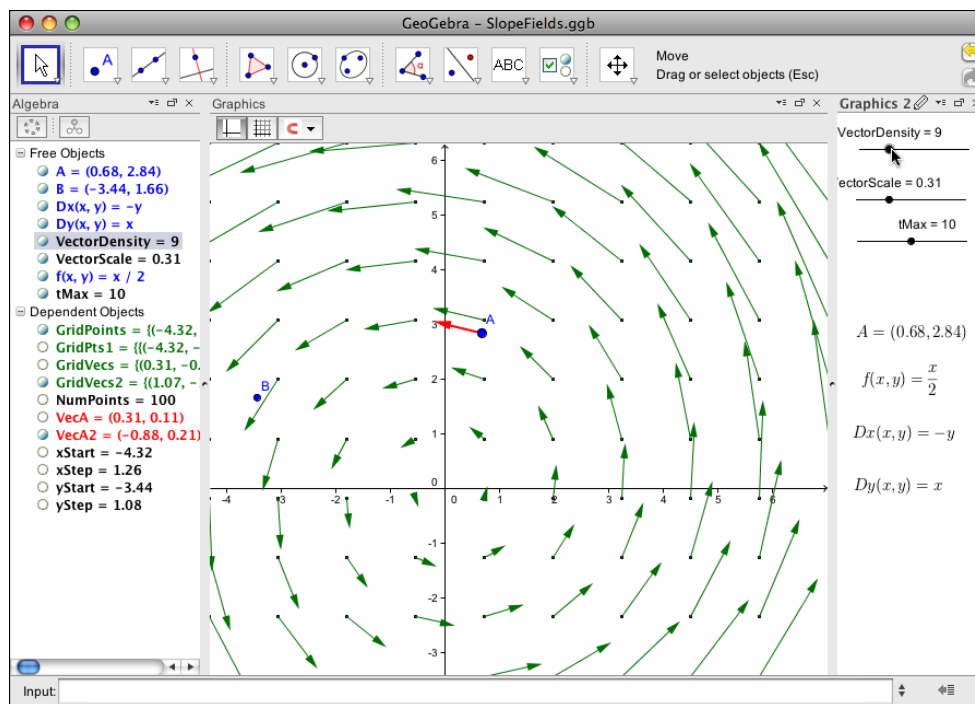 GeoGebra – SlopeFields.ggb
A
ABC
Move
Drag or select objects (Esc)
Algebra
Free Objects
A = (0.68, 2.84)
B = (-3.44, 1.66)
Dx(x, y) = -y
Dy(x, y) = x
VectorDensity = 9
VectorScale = 0.31
f(x, y) = x / 2
tMax = 10
Dependent Objects
GridPoints = {(-4.32,
GridPts1 = {{(-4.32, -
GridVecs = {(0.31, -0.
GridVecs2 = {(1.07, -
NumPoints = 100
VecA = (0.31, 0.11)
VecA2 = (-0.88, 0.21)
xStart = -4.32
xStep = 1.26
yStart = -3.44
yStep = 1.08
Graphics
6
5
4
3
2
1
0
-1
-2
-3
-4 -3 -2 -1 0 1 2 3 4 5 6
A
B
Graphics 2
VectorDensity = 9
VectorScale = 0.31
tMax = 10
A = (0.68, 2.84)
f(x, y) = x/2
Dx(x, y) = −y
Dy(x, y) = x
Input: